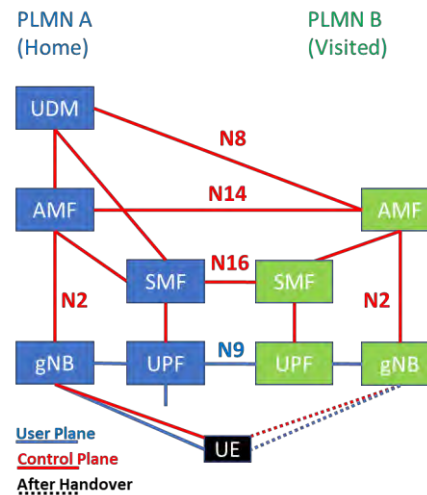 PLMN A
(Home)
PLMN B
(Visited)
UDM
N8
N14
AMF
AMF
N16
SMF
SMF
N2
N2
N9
gNB
UPF
UPF
gNB
User Plane
Control Plane
After Handover
UE